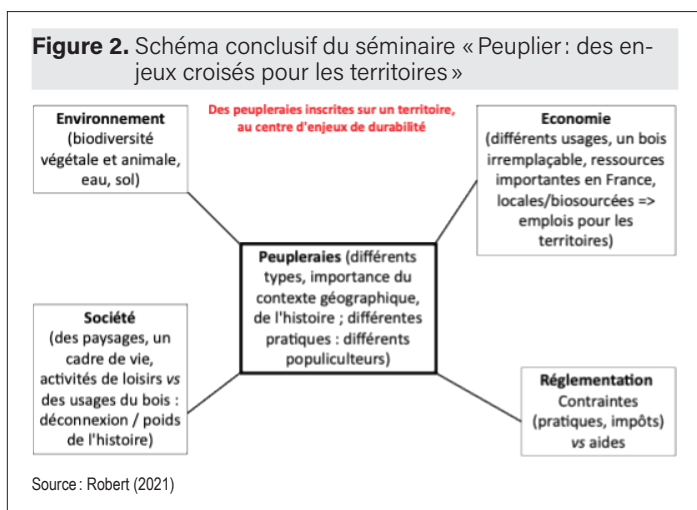 Figure 2. Schéma conclusif du séminaire « Peuplier : des en-
jeux croisés pour les territoires »
Environnement
(biodiversité
végétale et animale,
eau, sol)
Des peupleraies inscrites sur un territoire,
au centre d'enjeux de durabilité
Economie
(différents usages, un bois
irremplaçable, ressources
importantes en France,
locales/biosourcées =>
emplois pour les
territoires)
Peupleraies (différents
types, importance du
contexte géographique,
de l'histoire ; différentes
pratiques : différents
populiculteurs)
Société
(des paysages, un
cadre de vie,
activités de loisirs vs
des usages du bois :
déconnexion / poids
de l'histoire)
Réglementation
Contraintes
(pratiques, impôts)
vs aides
Source : Robert (2021)